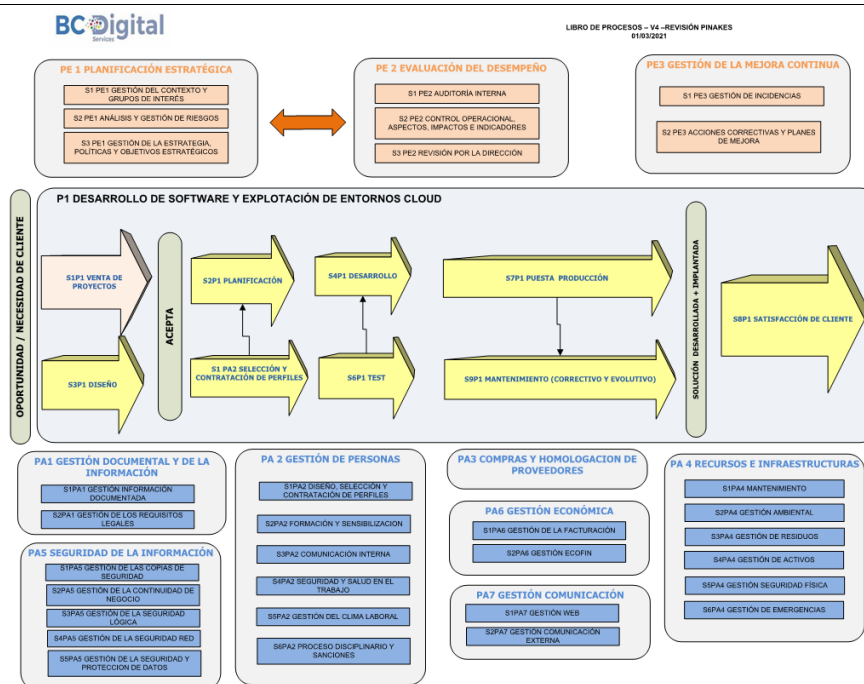 BC Digital
Services
LIBRO DE PROCESOS – V4 –REVISIÓN PINAKES
01/03/2021
PE 1 PLANIFICACIÓN ESTRATÉGICA
S1 PE1 GESTIÓN DEL CONTEXTO Y
GRUPOS DE INTERÉS
S2 PE1 ANÁLISIS Y GESTIÓN DE RIESGOS
S3 PE1 GESTIÓN DE LA ESTRATEGIA,
POLÍTICAS Y OBJETIVOS ESTRATÉGICOS
PE 2 EVALUACIÓN DEL DESEMPEÑO
S1 PE2 AUDITORÍA INTERNA
S2 PE2 CONTROL OPERACIONAL,
ASPECTOS, IMPACTOS E INDICADORES
S3 PE2 REVISIÓN POR LA DIRECCIÓN
PE3 GESTIÓN DE LA MEJORA CONTINUA
S1 PE3 GESTIÓN DE INCIDENCIAS
S2 PE3 ACCIONES CORRECTIVAS Y PLANES
DE MEJORA
OPORTUNIDAD / NECESIDAD DE CLIENTE
P1 DESARROLLO DE SOFTWARE Y EXPLOTACIÓN DE ENTORNOS CLOUD
S1P1 VENTA DE
PROYECTOS
S3P1 DISEÑO
ACEPTA
S2P1 PLANIFICACIÓN
S1 PA2 SELECCIÓN Y
CONTRATACIÓN DE PERFILES
S4P1 DESARROLLO
S6P1 TEST
S7P1 PUESTA PRODUCCIÓN
S9P1 MANTENIMIENTO (CORRECTIVO Y EVOLUTIVO)
SOLUCIÓN DESARROLLADA + IMPLANTADA
S8P1 SATISFACCIÓN DE CLIENTE
PA1 GESTIÓN DOCUMENTAL Y DE LA
INFORMACIÓN
S1PA1 GESTIÓN INFORMACIÓN
DOCUMENTADA
S2PA1 GESTIÓN DE LOS REQUISITOS
LEGALES
PA5 SEGURIDAD DE LA INFORMACIÓN
S1PA5 GESTIÓN DE LAS COPIAS DE
SEGURIDAD
S2PA5 GESTIÓN DE LA CONTINUIDAD DE
NEGOCIO
S3PA5 GESTIÓN DE LA SEGURIDAD
LÓGICA
S4PA5 GESTIÓN DE LA SEGURIDAD RED
S5PA5 GESTIÓN DE LA SEGURIDAD Y
PROTECCION DE DATOS
PA 2 GESTIÓN DE PERSONAS
S1PA2 DISEÑO, SELECCIÓN Y
CONTRATACIÓN DE PERFILES
S2PA2 FORMACIÓN Y SENSIBILIZACION
S3PA2 COMUNICACIÓN INTERNA
S4PA2 SEGURIDAD Y SALUD EN EL
TRABAJO
S5PA2 GESTIÓN DEL CLIMA LABORAL
S6PA2 PROCESO DISCIPLINARIO Y
SANCIONES
PA3 COMPRAS Y HOMOLOGACION DE
PROVEEDORES
PA6 GESTIÓN ECONÓMICA
S1PA6 GESTIÓN DE LA FACTURACIÓN
S2PA6 GESTIÓN ECOFIN
PA7 GESTIÓN COMUNICACIÓN
S1PA7 GESTIÓN WEB
S2PA7 GESTIÓN COMUNICACIÓN
EXTERNA
PA 4 RECURSOS E INFRAESTRUCTURAS
S1PA4 MANTENIMIENTO
S2PA4 GESTIÓN AMBIENTAL
S3PA4 GESTIÓN DE RESIDUOS
S4PA4 GESTIÓN DE ACTIVOS
S5PA4 GESTIÓN SEGURIDAD FÍSICA
S6PA4 GESTIÓN DE EMERGENCIAS